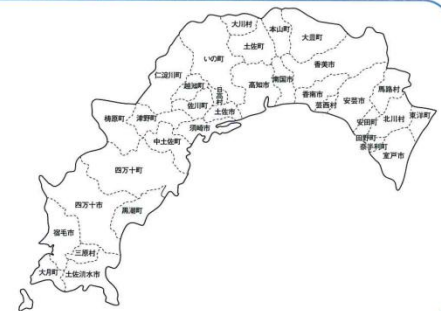 大川村
本山町
大豊町
土佐町
いの町
香美市
仁淀川町
越知町
日高村
高知市
南国市
馬路村
佐川町
土佐市
香南市
芸西村
安芸市
北川村
東洋町
梼原町
津野町
須崎市
安田町
田野町
奈半利町
室戸市
中土佐町
四万十町
四万十市
黒潮町
宿毛市
三原村
大月町
土佐清水市